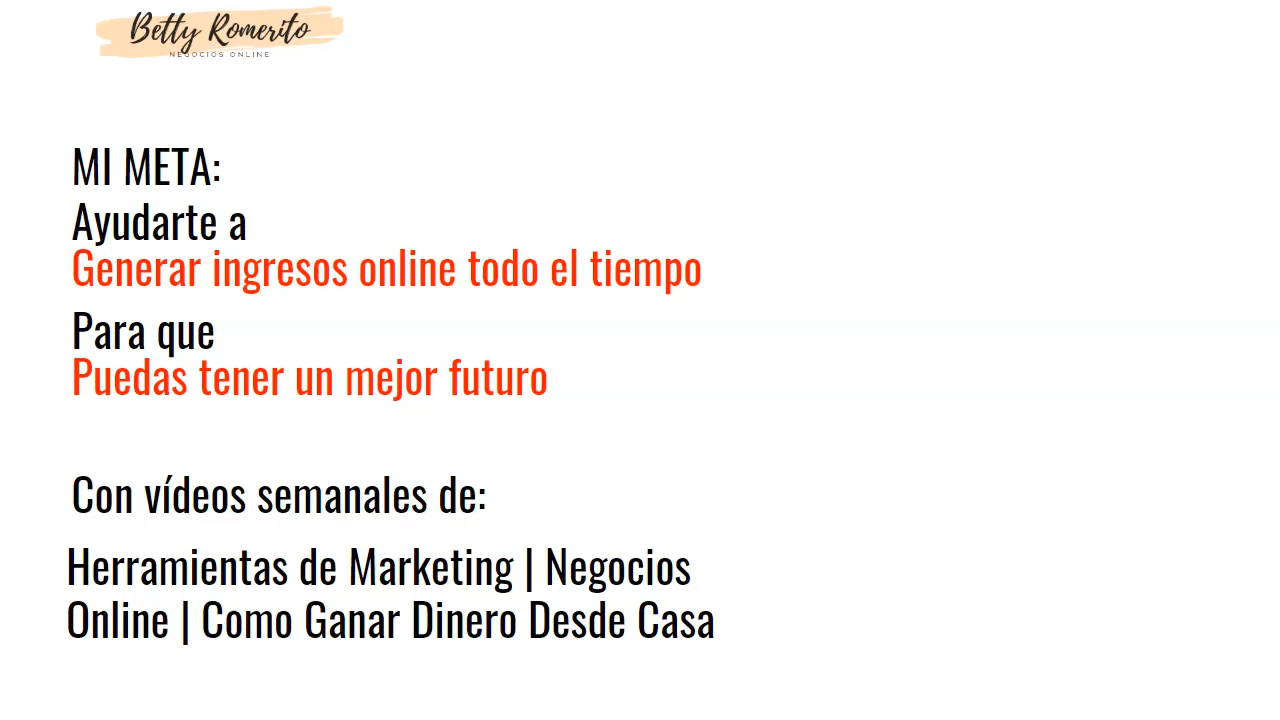 Betty Romerito
NEGOCIOS ONLINE
MI META:
Ayudarte a
Generar ingresos online todo el tiempo
Para que
Puedas tener un mejor futuro
Con vídeos semanales de:
Herramientas de Marketing | Negocios
Online | Como Ganar Dinero Desde Casa